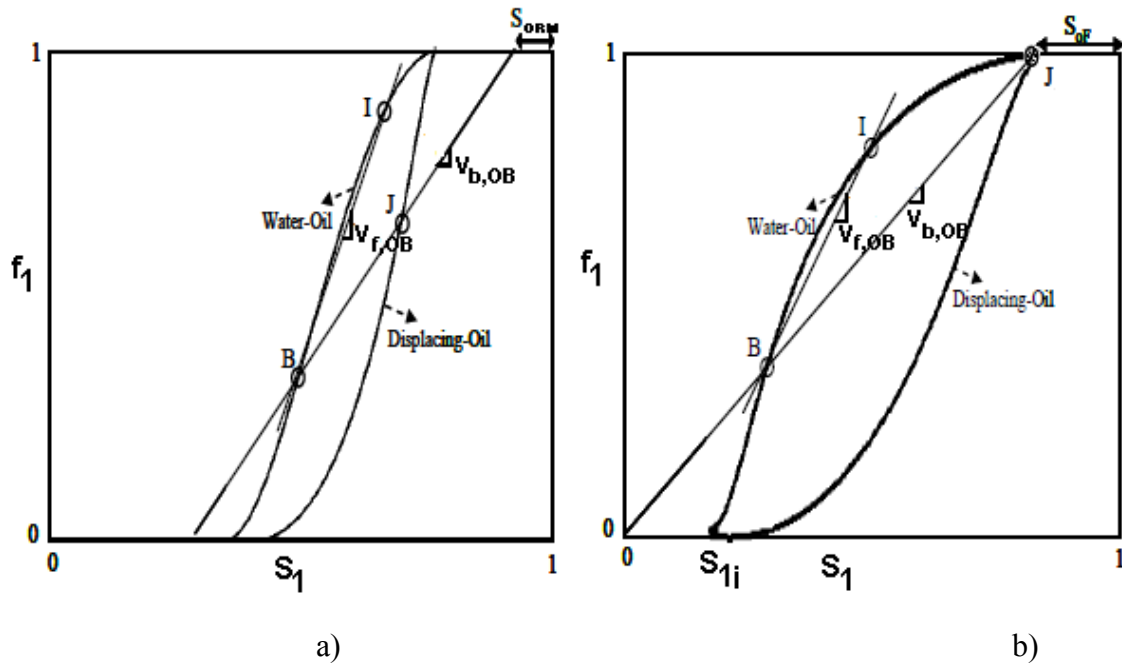 S_ORM
1
I
J
V_b,OB
Water-Oil
V_f,OB
f_1
Displacing-Oil
B
0
0
S_1
1
a)
S_oF
1
J
I
Water-Oil
V_f,OB
V_b,OB
f_1
Displacing-Oil
B
0
0
S_1i
S_1
1
b)